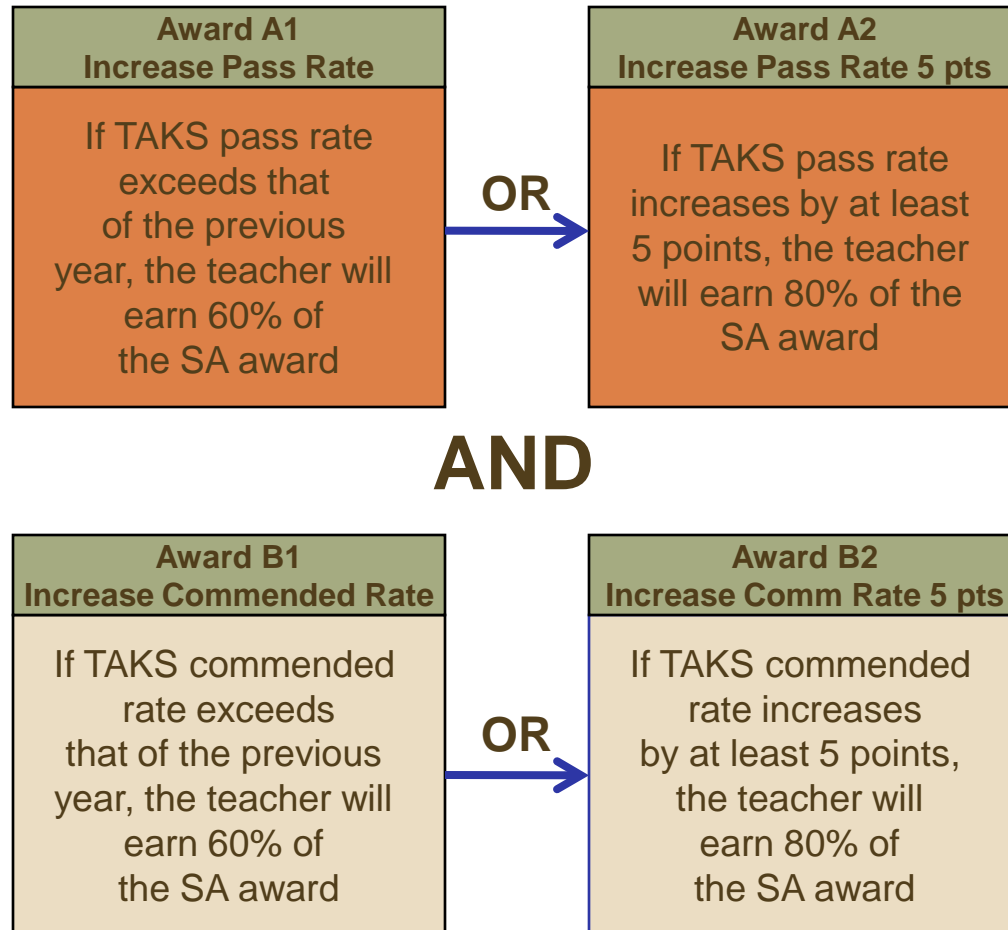 Award A1
Increase Pass Rate
If TAKS pass rate
exceeds that
of the previous
year, the teacher will
earn 60% of
the SA award
OR
Award A2
Increase Pass Rate 5 pts
If TAKS pass rate
increases by at least
5 points, the teacher
will earn 80% of the
SA award
AND
Award B1
Increase Commended Rate
If TAKS commended
rate exceeds
that of the previous
year, the teacher will
earn 60% of
the SA award
OR
Award B2
Increase Comm Rate 5 pts
If TAKS commended
rate increases
by at least 5 points,
the teacher will
earn 80% of
the SA award